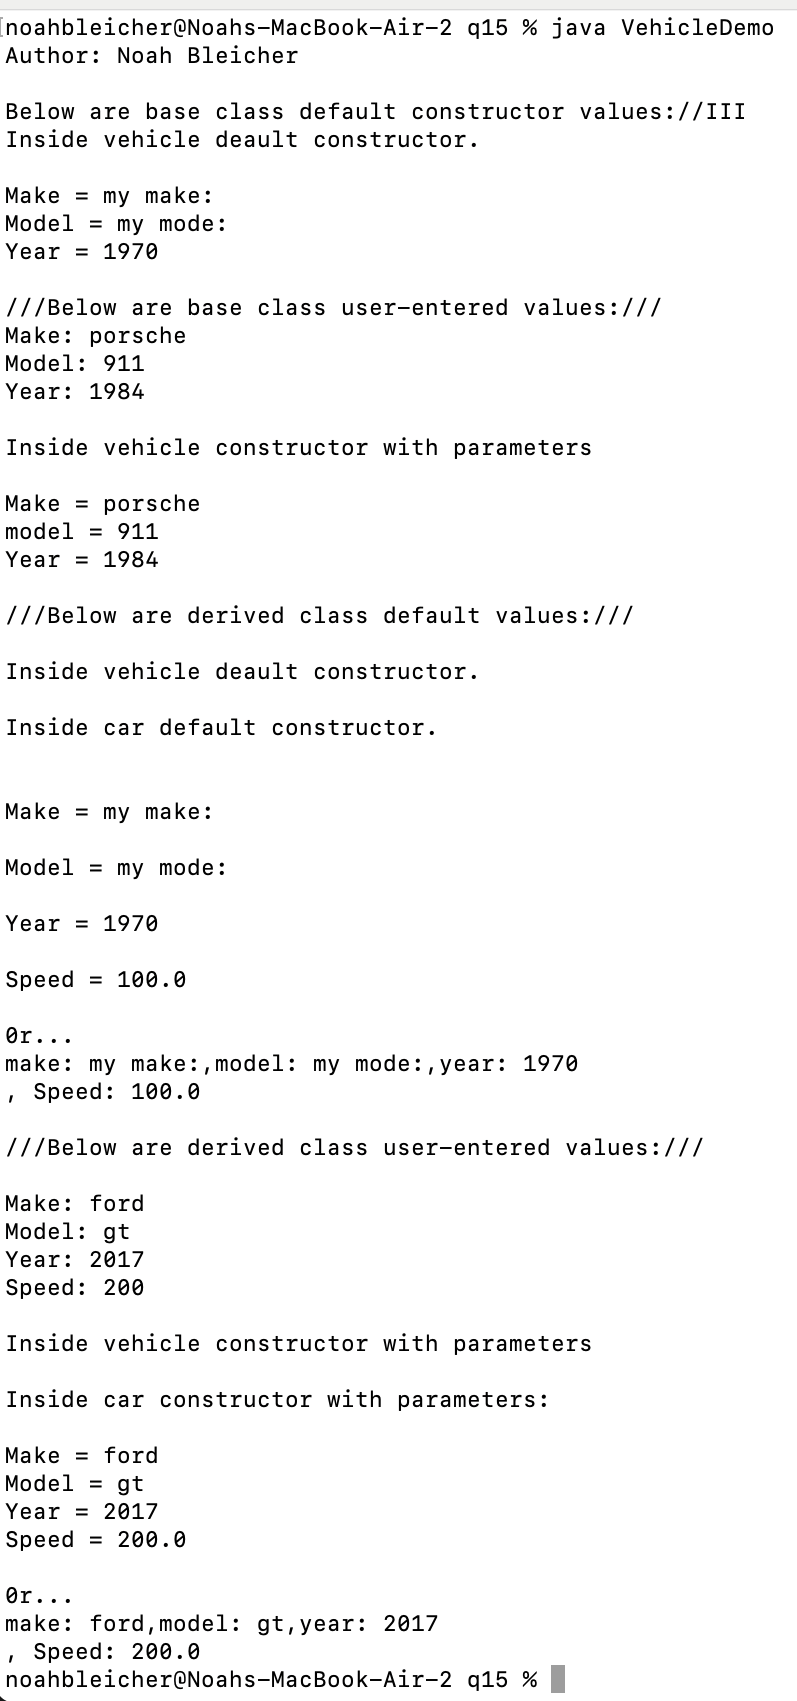 noahbleicher@Noahs-MacBook-Air-2 q15 % java VehicleDemo
Author: Noah Bleicher
Below are base class default constructor values://III
Inside vehicle deault constructor.
Make = my make:
Model = my mode:
Year = 1970
///Below are base class user-entered values:///
Make: porsche
Model: 911
Year: 1984
Inside vehicle constructor with parameters
Make = porsche
model = 911
Year = 1984
///Below are derived class default values:///
Inside vehicle deault constructor.
Inside car default constructor.
Make = my make:
Model = my mode:
Year = 1970
Speed = 100.0
0r...
make: my make:,model: my mode:,year: 1970
, Speed: 100.0
///Below are derived class user-entered values:///
Make: ford
Model: gt
Year: 2017
Speed: 200
Inside vehicle constructor with parameters
Inside car constructor with parameters:
Make = ford
Model = gt
Year = 2017
Speed = 200.0
0r...
make: ford,model: gt,year: 2017
, Speed: 200.0
noahbleicher@Noahs-MacBook-Air-2 q15 %